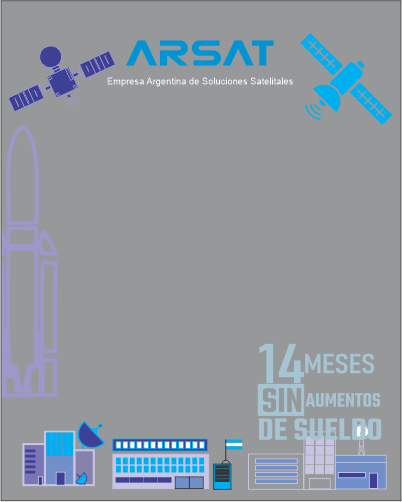 ARSAT
Empresa Argentina de Soluciones Satelitales
14 MESES
SIN AUMENTOS
DE SUELDO